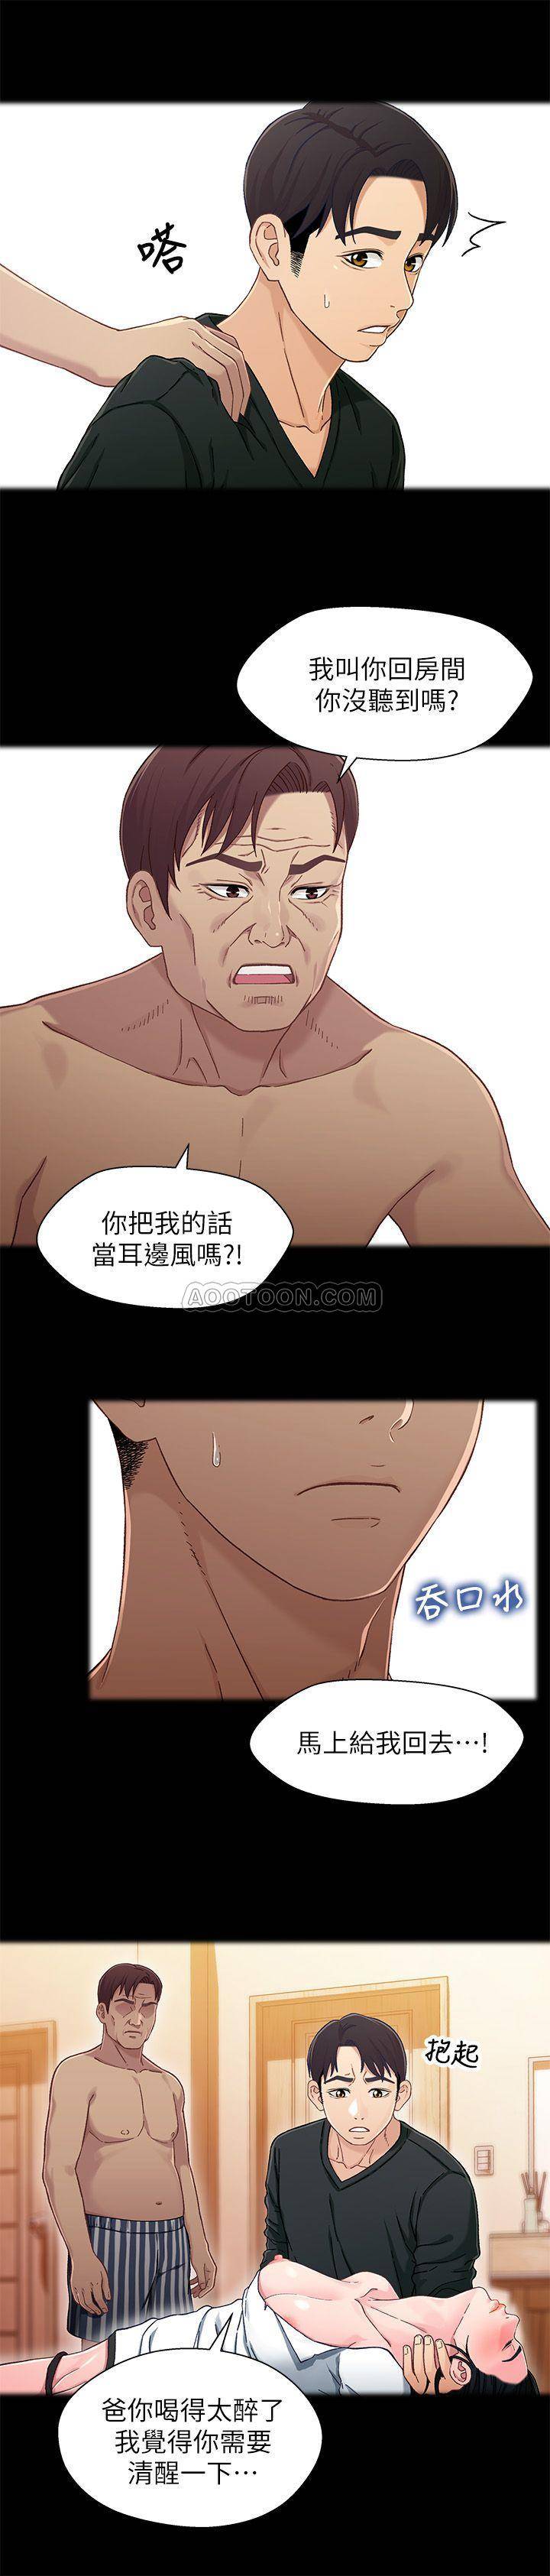 嗒
我叫你回房間
你沒聽到嗎?
你把我的話
當耳邊風嗎?!
AOOTOON.COM
吞口水
馬上給我回去…!
抱起
爸你喝得太醉了
我覺得你需要
清醒一下…